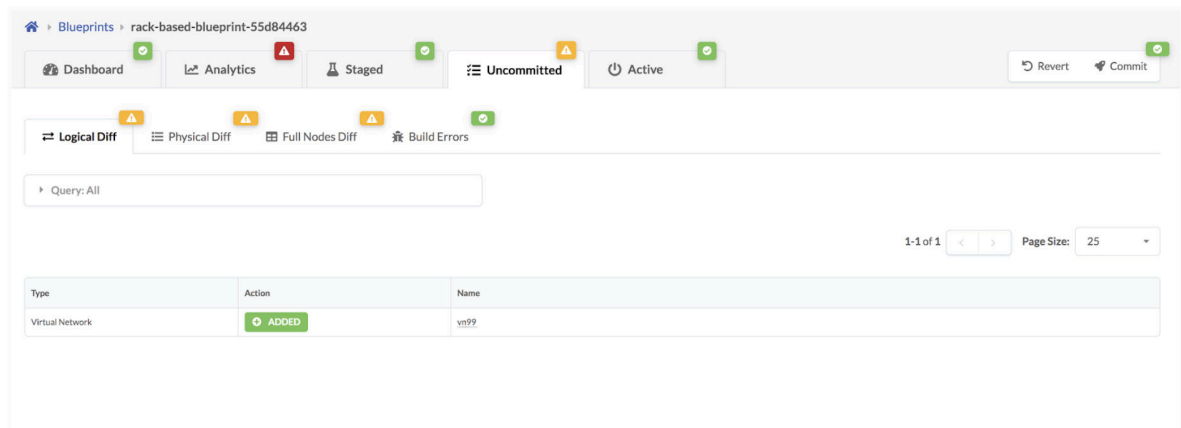 Blueprints rack-based-blueprint-55d84463
Dashboard Analytics Staged Uncommitted Active Revert Commit
Logical Diff Physical Diff Full Nodes Diff Build Errors
Query: All
1-1 of 1 Page Size: 25
Type Action Name
Virtual Network ADDED vn99